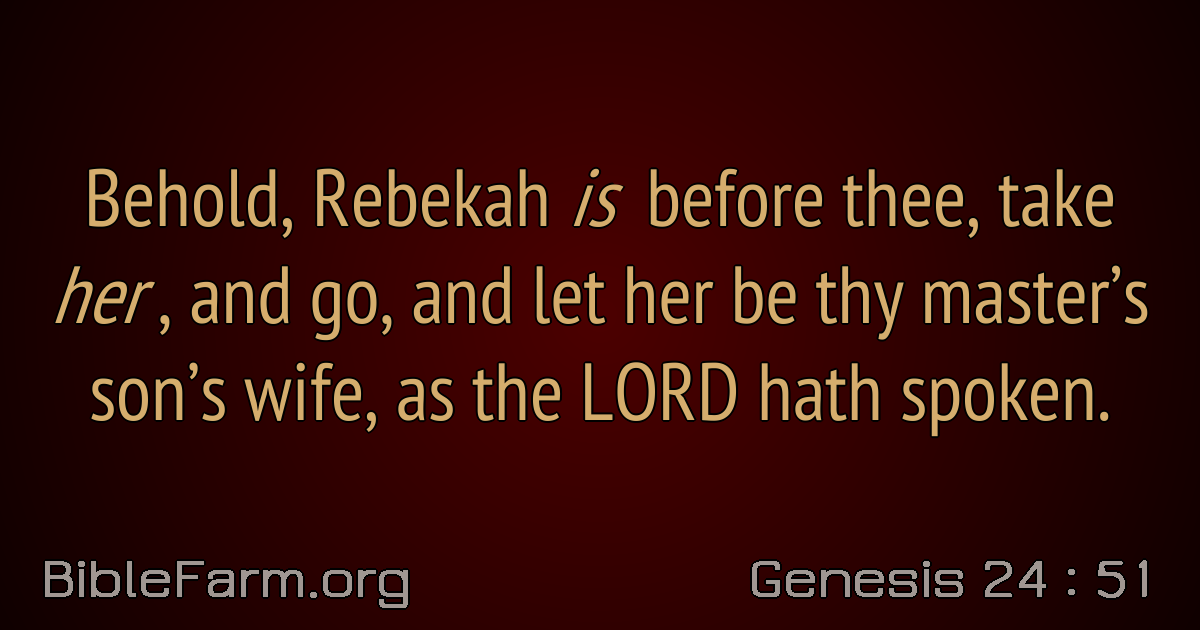 Behold, Rebekah is before thee, take
her , and go, and let her be thy master’s
son’s wife, as the LORD hath spoken.
BibleFarm.org
Genesis 24 : 51